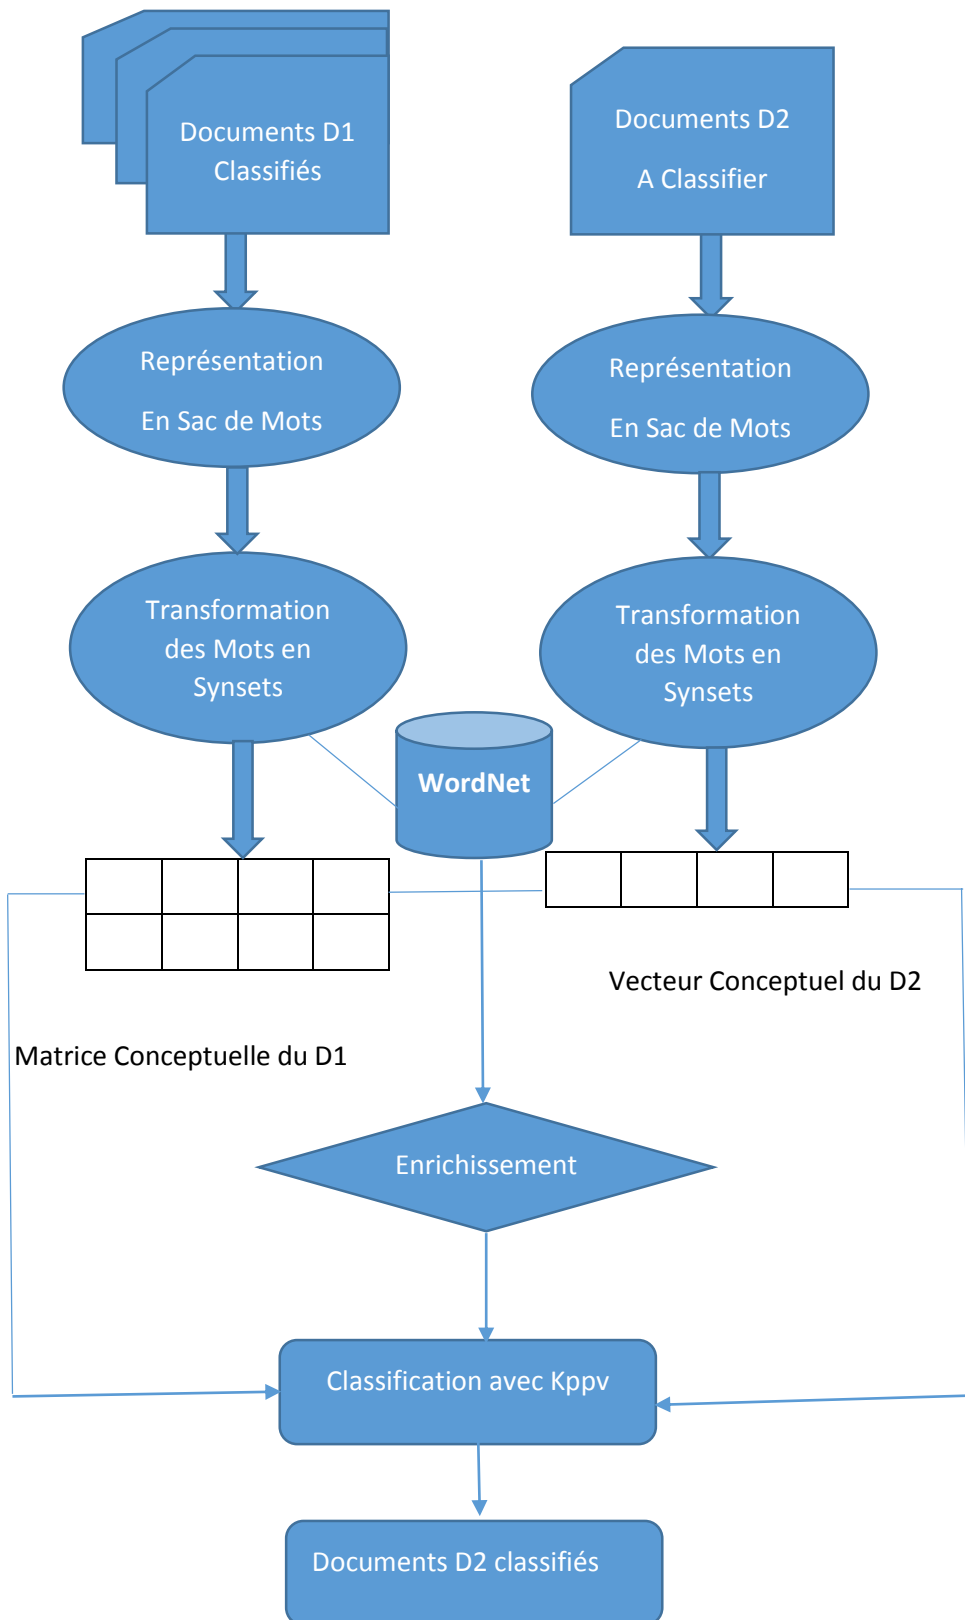 Documents D1
Classifiés
Documents D2
A Classifier
Représentation
En Sac de Mots
Représentation
En Sac de Mots
Transformation
des Mots en
Synsets
Transformation
des Mots en
Synsets
WordNet
Vecteur Conceptuel du D2
Matrice Conceptuelle du D1
Enrichissement
Classification avec Kppv
Documents D2 classifiés